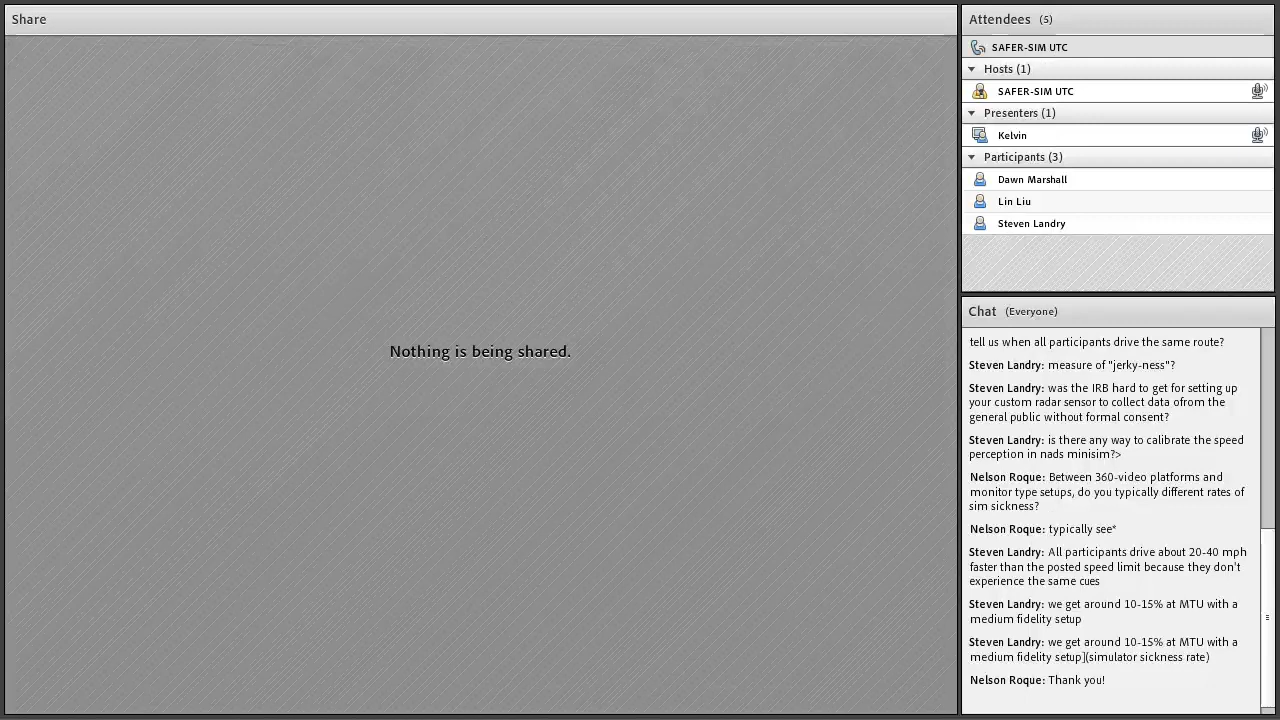 Share
Nothing is being shared.
Attendees (5)
SAFER-SIM UTC
Hosts (1)
SAFER-SIM UTC
Presenters (1)
Kelvin
Participants (3)
Dawn Marshall
Lin Liu
Steven Landry
Chat (Everyone)
tell us when all participants drive the same route?
Steven Landry: measure of "jerky-ness"?
Steven Landry: was the IRB hard to get for setting up
your custom radar sensor to collect data ofrom the
general public without formal consent?
Steven Landry: is there any way to calibrate the speed
perception in nads minisim?>
Nelson Roque: Between 360-video platforms and
monitor type setups, do you typically different rates of
sim sickness?
Nelson Roque: typically see*
Steven Landry: All participants drive about 20-40 mph
faster than the posted speed limit because they don't
experience the same cues
Steven Landry: we get around 10-15% at MTU with a
medium fidelity setup
Steven Landry: we get around 10-15% at MTU with a
medium fidelity setup](simulator sickness rate)
Nelson Roque: Thank you!